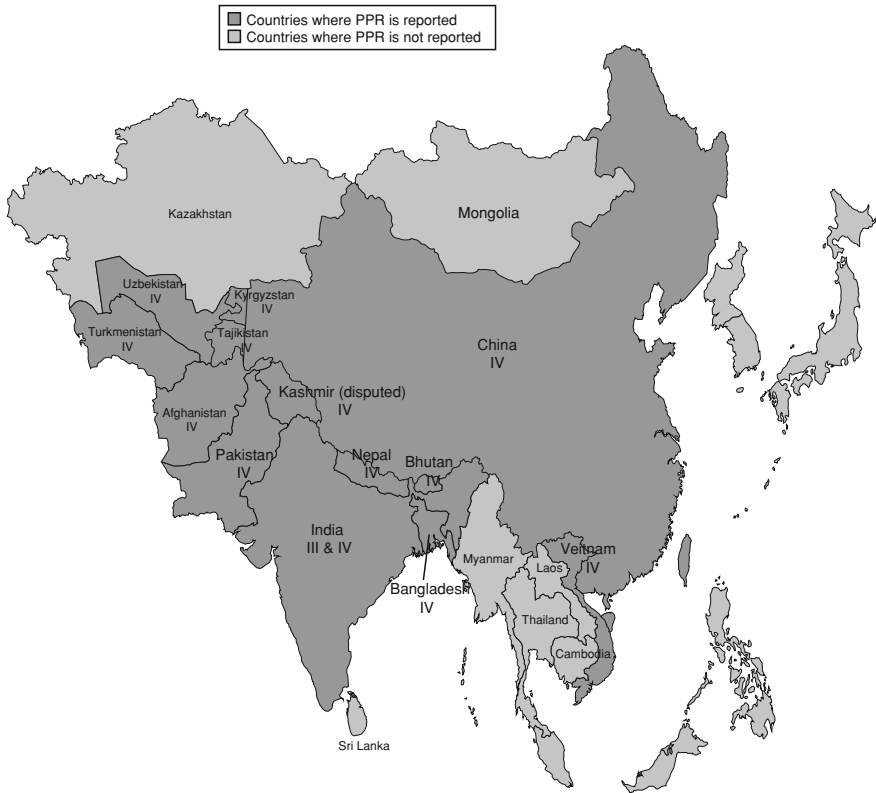 Countries where PPR is reported
Countries where PPR is not reported
Kazakhstan
Mongolia
Uzbekistan
IV
Kyrgyzstan
IV
Turkmenistan
IV
Tajikistan
IV
China
IV
Kashmir (disputed)
IV
Afghanistan
IV
Pakistan
IV
Nepal
IV
Bhutan
IV
India
III & IV
Bangladesh
IV
Myanmar
Laos
Veitnam
IV
Thailand
Cambodia
Sri Lanka